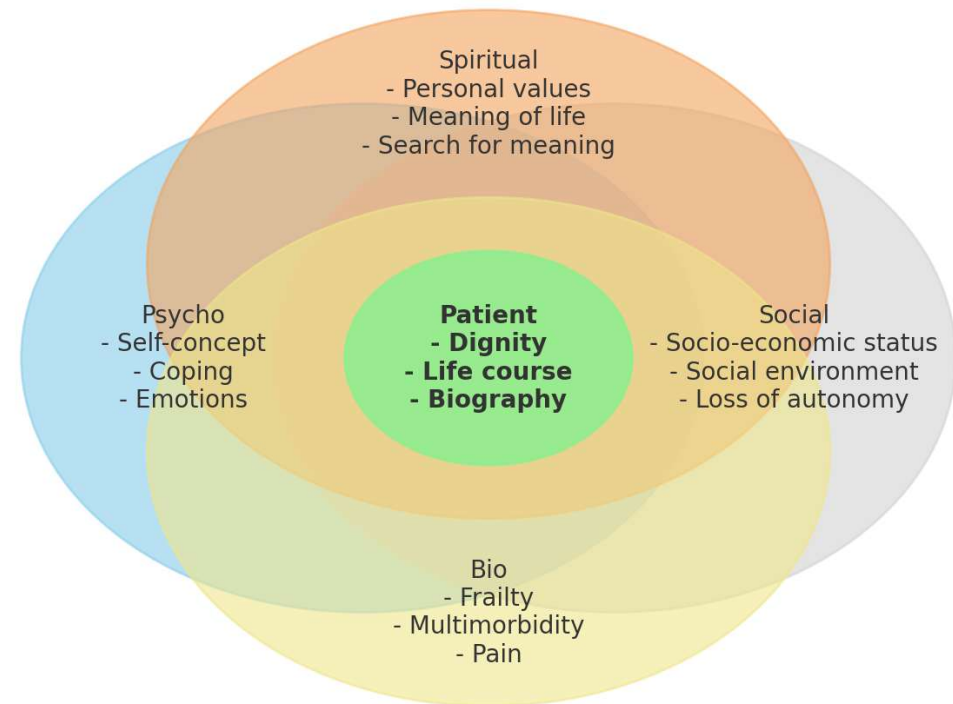 Spiritual
- Personal values
- Meaning of life
- Search for meaning
Psycho
- Self-concept
- Coping
- Emotions
Patient
- Dignity
- Life course
- Biography
Social
- Socio-economic status
- Social environment
- Loss of autonomy
Bio
- Frailty
- Multimorbidity
- Pain